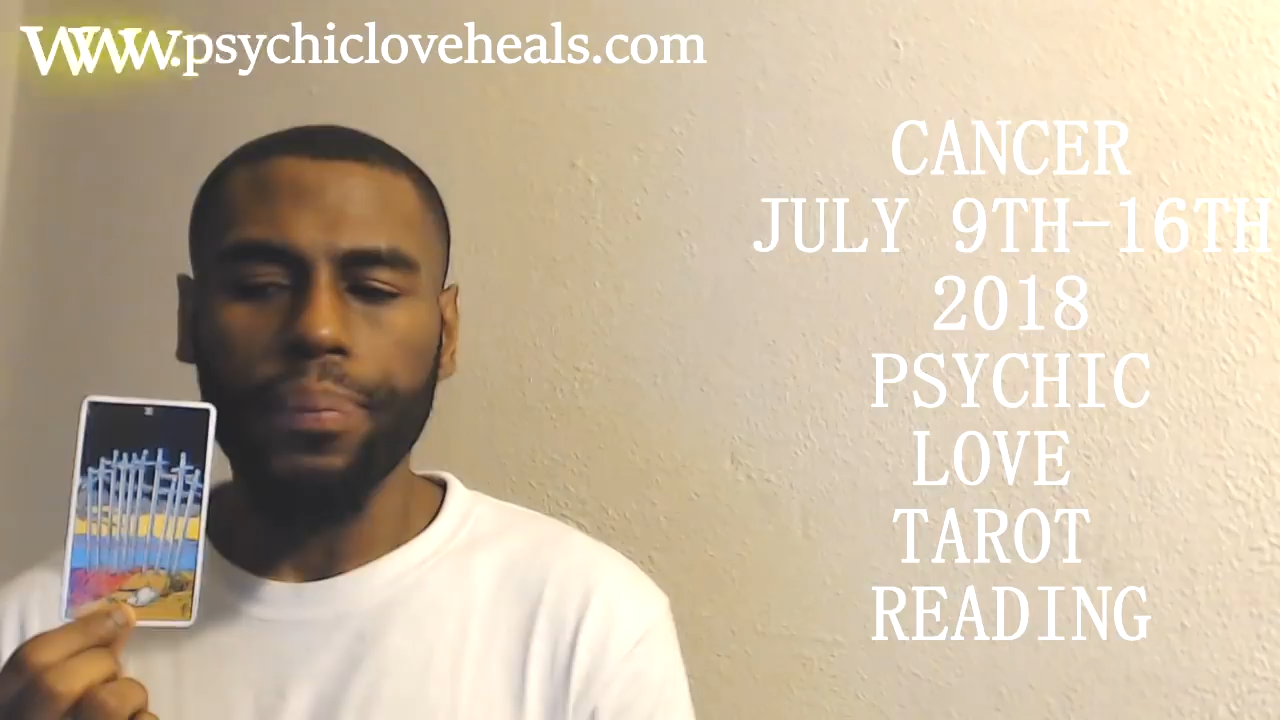 www.psychicloveheals.com
CANCER
JULY 9TH-16TH
2018
PSYCHIC
LOVE
TAROT
READING